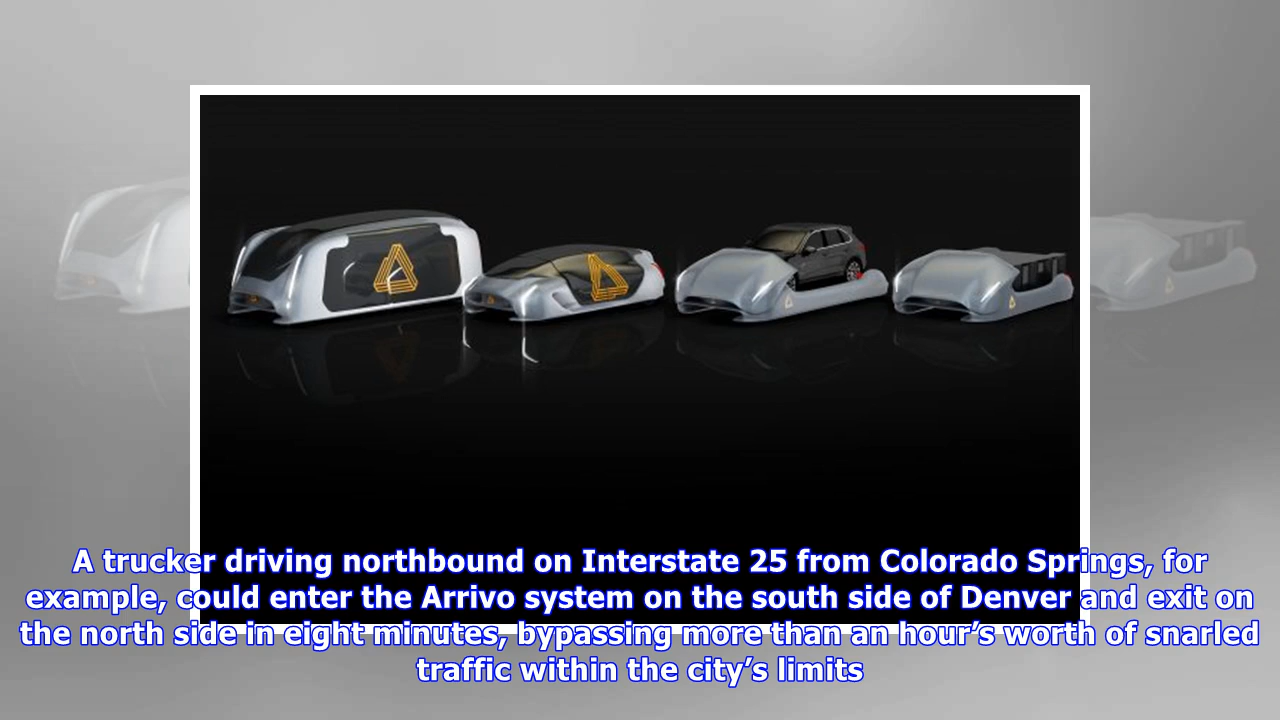 A trucker driving northbound on Interstate 25 from Colorado Springs, for
example, could enter the Arrivo system on the south side of Denver and exit on
the north side in eight minutes, bypassing more than an hour’s worth of snarled
traffic within the city’s limits